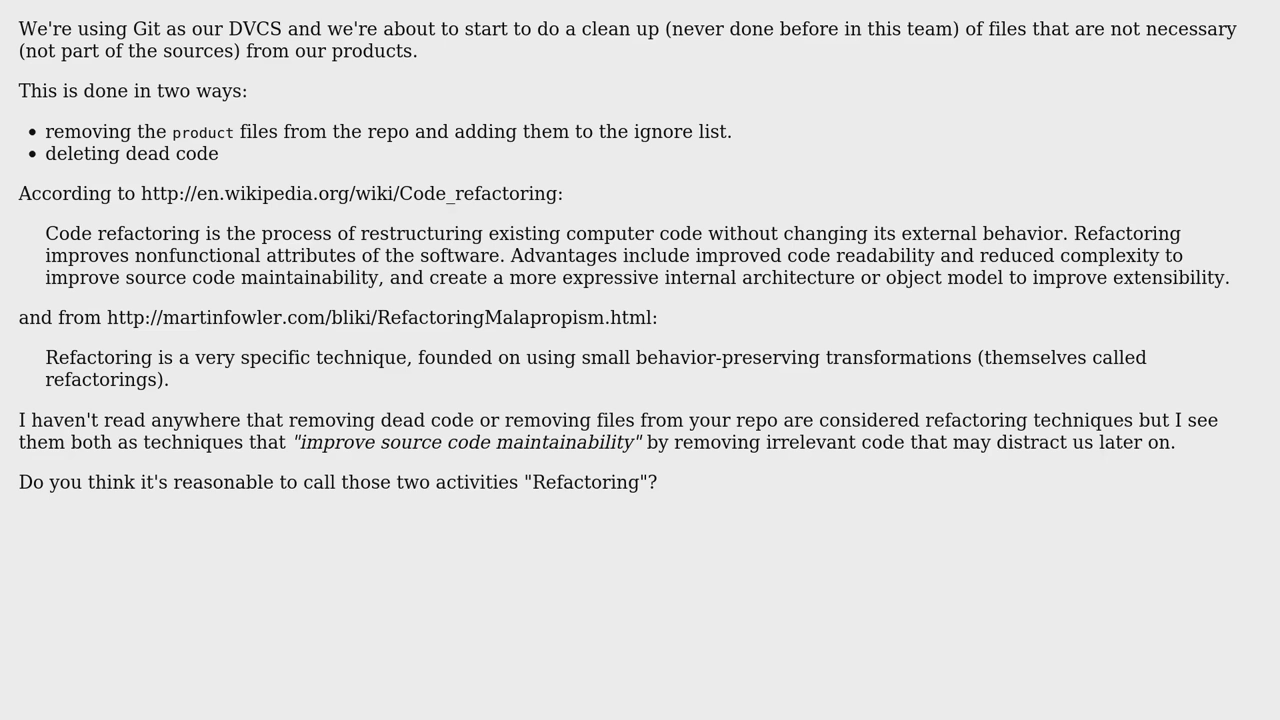 We're using Git as our DVCS and we're about to start to do a clean up (never done before in this team) of files that are not necessary
(not part of the sources) from our products.
This is done in two ways:
• removing the product files from the repo and adding them to the ignore list.
• deleting dead code
According to http://en.wikipedia.org/wiki/Code_refactoring:
Code refactoring is the process of restructuring existing computer code without changing its external behavior. Refactoring
improves nonfunctional attributes of the software. Advantages include improved code readability and reduced complexity to
improve source code maintainability, and create a more expressive internal architecture or object model to improve extensibility.
and from http://martinfowler.com/bliki/RefactoringMalapropism.html:
Refactoring is a very specific technique, founded on using small behavior-preserving transformations (themselves called
refactorings).
I haven't read anywhere that removing dead code or removing files from your repo are considered refactoring techniques but I see
them both as techniques that "improve source code maintainability" by removing irrelevant code that may distract us later on.
Do you think it's reasonable to call those two activities "Refactoring"?